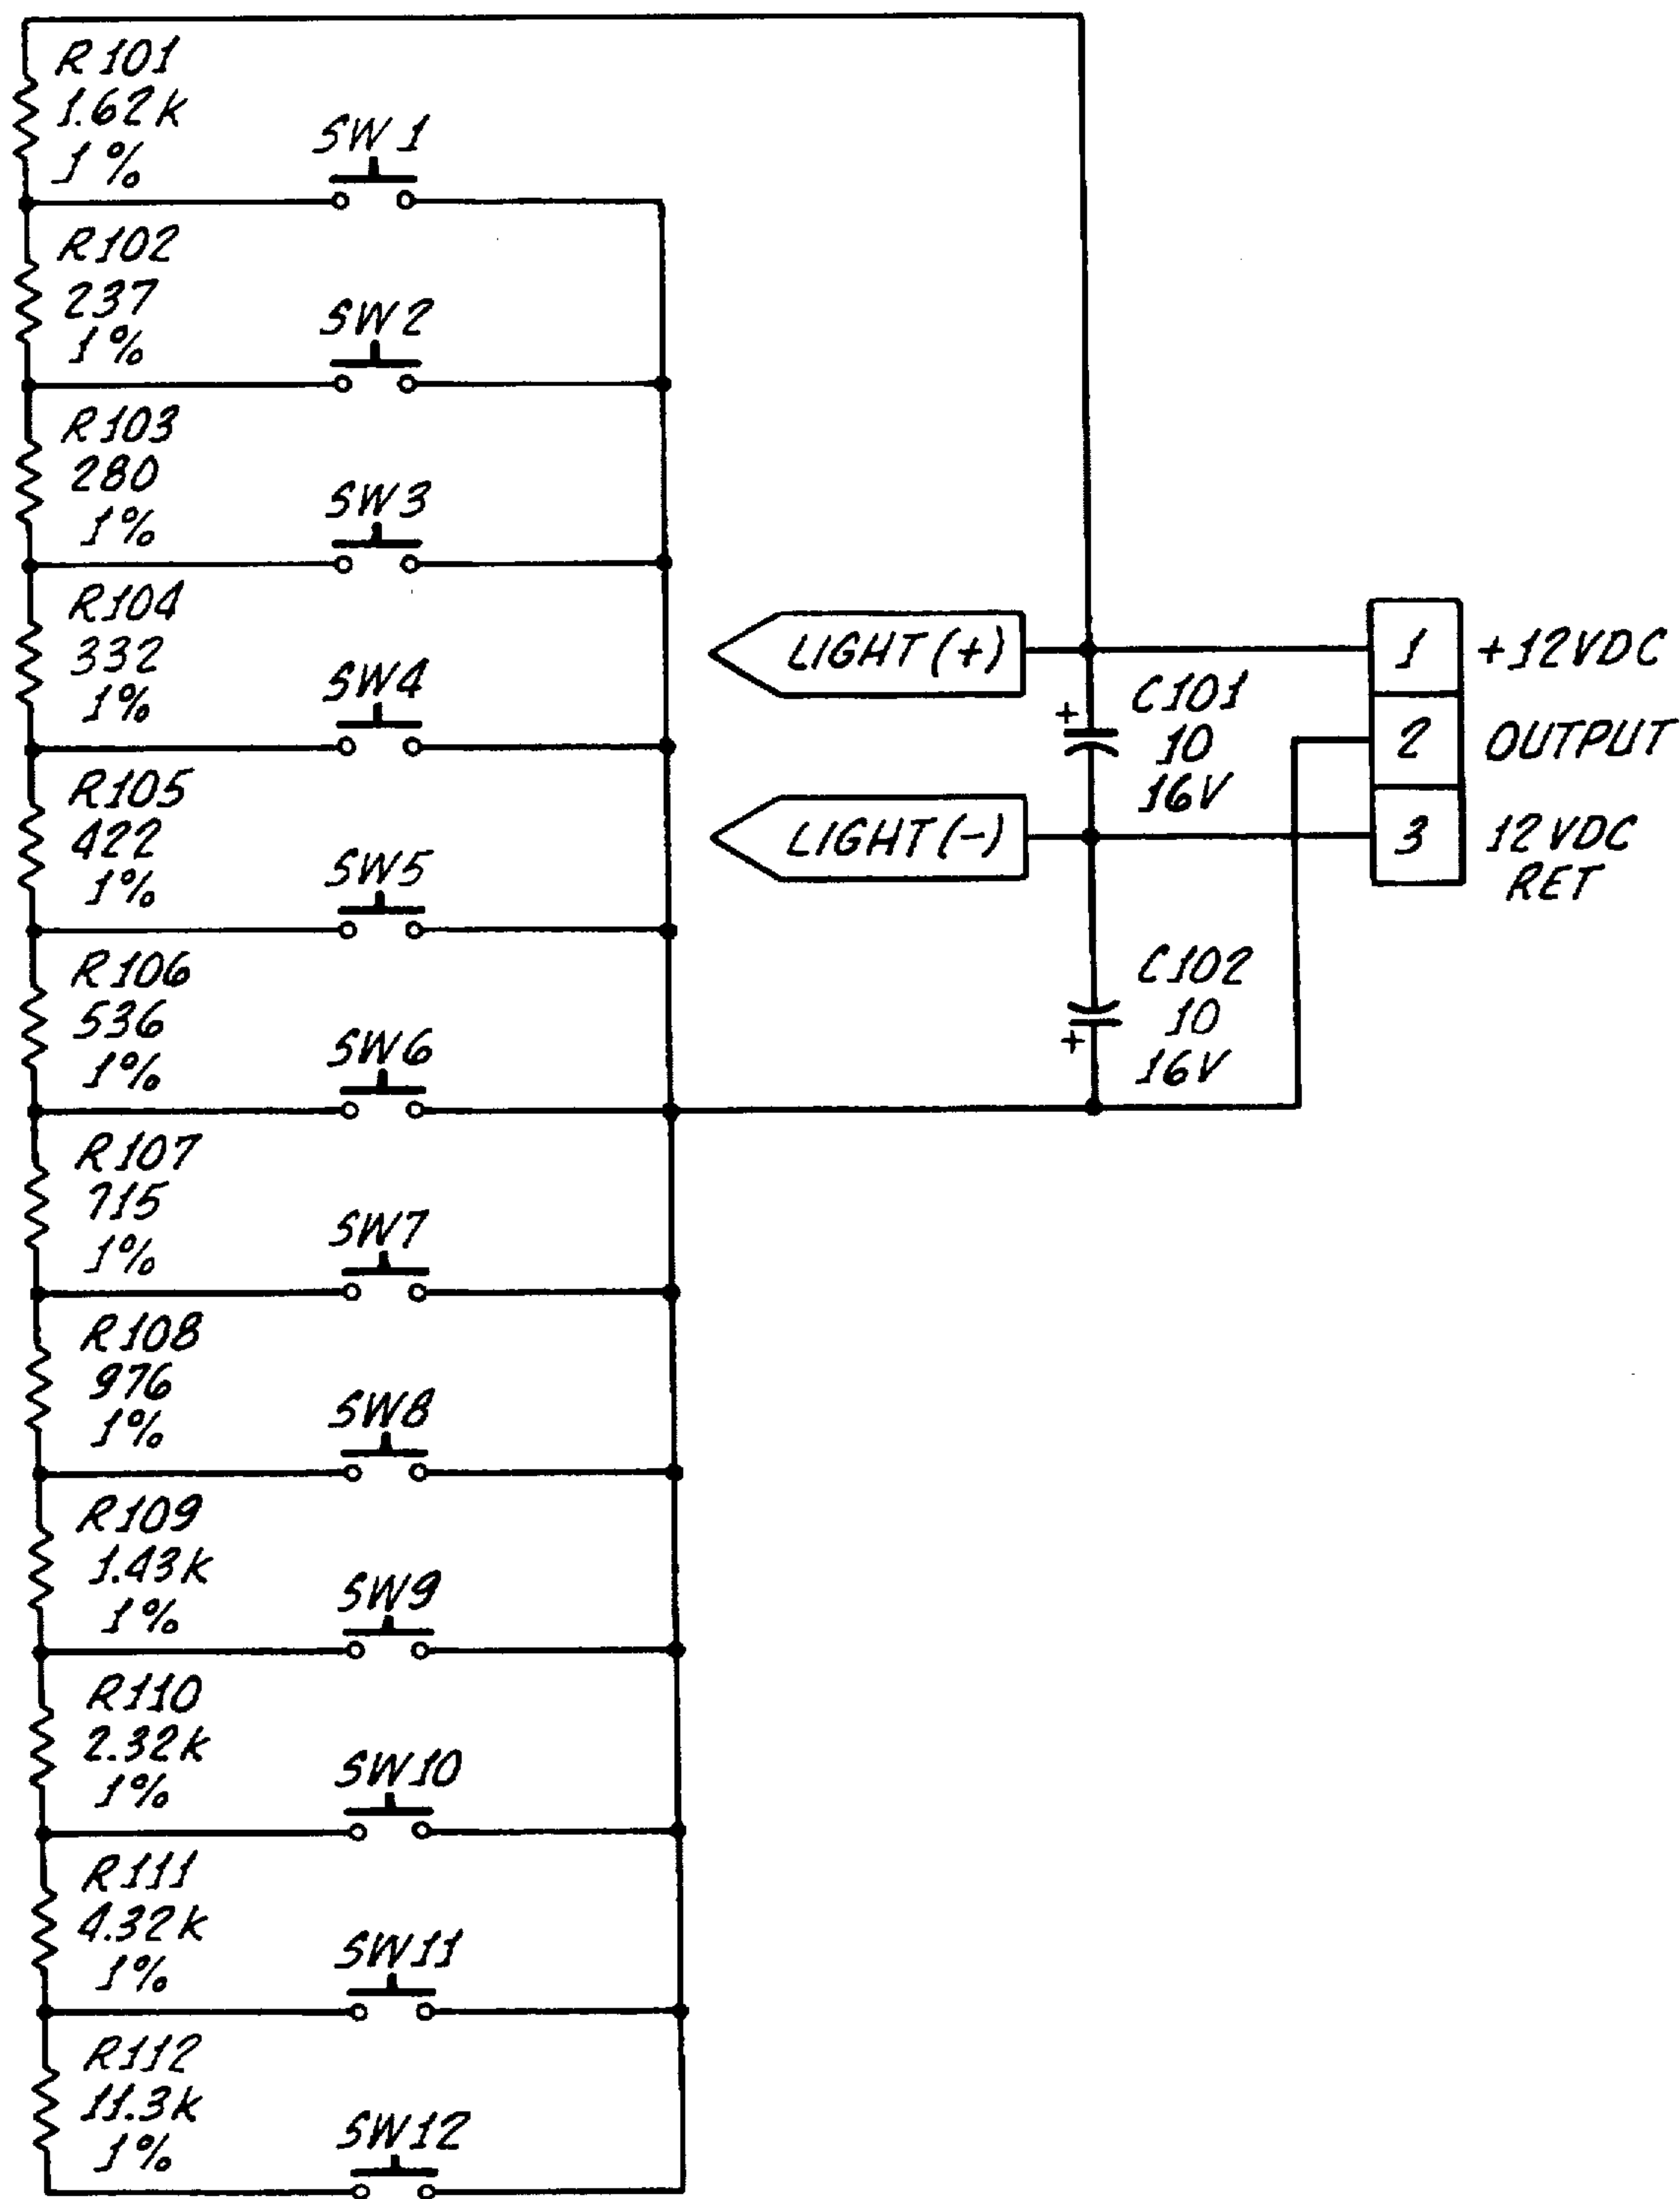 R101
1.62K
1%
SW1
R102
237
1%
SW2
R103
280
1%
SW3
R104
332
1%
SW4
R105
422
1%
SW5
R106
536
1%
SW6
R107
715
1%
SW7
R108
976
1%
SW8
R109
1.43K
1%
SW9
R110
2.32K
1%
SW10
R111
4.32K
1%
SW11
R112
11.3K
1%
SW12
LIGHT (+)
LIGHT (-)
+
C101
10
16V
C102
10
16V
+
1 +12VDC
2 OUTPUT
3 12VDC
RET